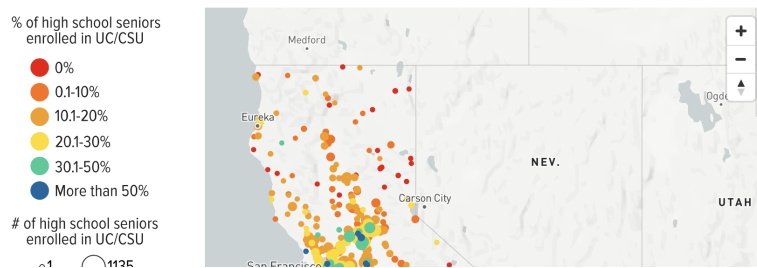 % of high school seniors
enrolled in UC/CSU
0%
0.1-10%
10.1-20%
20.1-30%
30.1-50%
More than 50%
# of high school seniors
enrolled in UC/CSU
1
1135
Medford
Eureka
NEV.
Carson City
UTAH
San Francisco
+
−